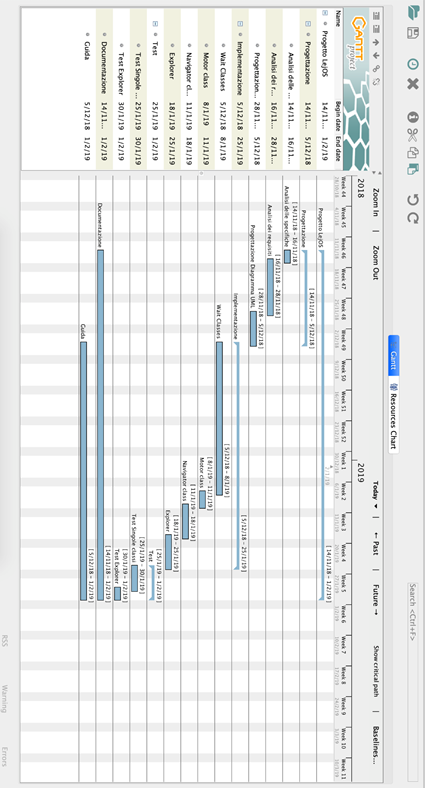 Search <Ctrl+F>
Gantt
Resources Chart
GANTT
project
Zoom In | Zoom Out
Today ▾ | ← Past | Future → | Show critical path | Baselines...
2018
2019
Name Begin date End date
Week 44 Week 45 Week 46 Week 47 Week 48 Week 49 Week 50 Week 51 Week 52 Week 1 Week 2 Week 3 Week 4 Week 5 Week 6 Week 7 Week 8 Week 9 Week 10 Week 11
Progetto LeJOS 14/11... 1/2/19
Progettazione 14/11... 5/12/18
Analisi delle ... 14/11... 16/11...
Analisi dei r... 16/11... 28/11...
Progettazion... 28/11... 5/12/18
Implementazione 5/12/18 25/1/19
Wait Classes 5/12/18 8/1/19
Motor class 8/1/19 11/1/19
Navigator cl... 11/1/19 18/1/19
Explorer 18/1/19 25/1/19
Test 25/1/19 1/2/19
Test Singole ... 25/1/19 30/1/19
Test Explorer 30/1/19 1/2/19
Documentazione 14/11... 1/2/19
Guida 5/12/18 1/2/19
Progetto LeJOS [14/11/18 - 1/2/19]
Progettazione [14/11/18 - 5/12/18]
Analisi delle specifiche [14/11/18 - 16/11/18]
Analisi dei requisiti [16/11/18 - 28/11/18]
Progettazione Diagramma UML [28/11/18 - 5/12/18]
Implementazione [5/12/18 - 25/1/19]
Wait Classes [5/12/18 - 8/1/19]
Motor class [8/1/19 - 11/1/19]
Navigator class [11/1/19 - 18/1/19]
Explorer [18/1/19 - 25/1/19]
Test [25/1/19 - 1/2/19]
Test Singole classi [25/1/19 - 30/1/19]
Test Explorer [30/1/19 - 1/2/19]
Documentazione [14/11/18 - 1/2/19]
Guida [5/12/18 - 1/2/19]
RSS Warning Errors